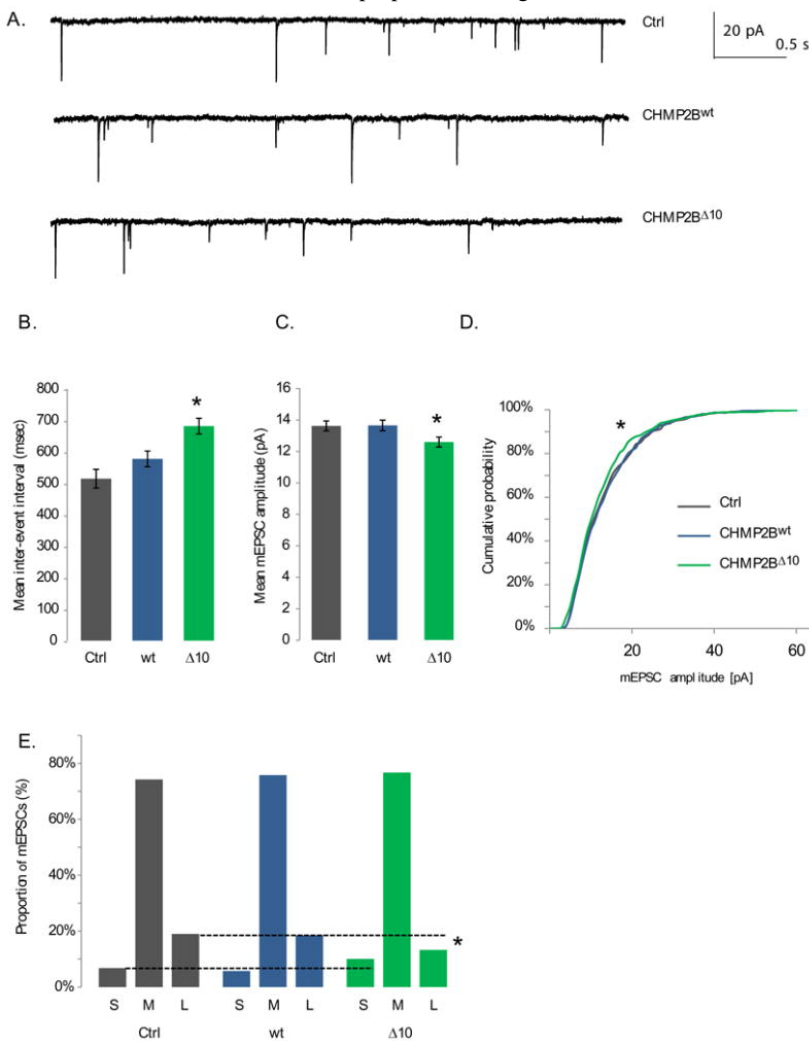 A.
Ctrl
20 pA
0.5 s
CHMP2Bwt
CHMP2BΔ10
B.
C.
D.
Mean inter-event interval (msec)
800
700
600
500
400
300
200
100
0
*
Ctrl wt Δ10
Mean mEPSC amplitude (pA)
16
14
12
10
8
6
4
2
0
*
Ctrl wt Δ10
Cumulative probability
100%
80%
60%
40%
20%
0%
*
Ctrl
CHMP2Bwt
CHMP2BΔ10
20 40 60
mEPSC amplitude [pA]
E.
Proportion of mEPSCs (%)
80%
60%
40%
20%
0%
*
S M L S M L S M L
Ctrl wt Δ10